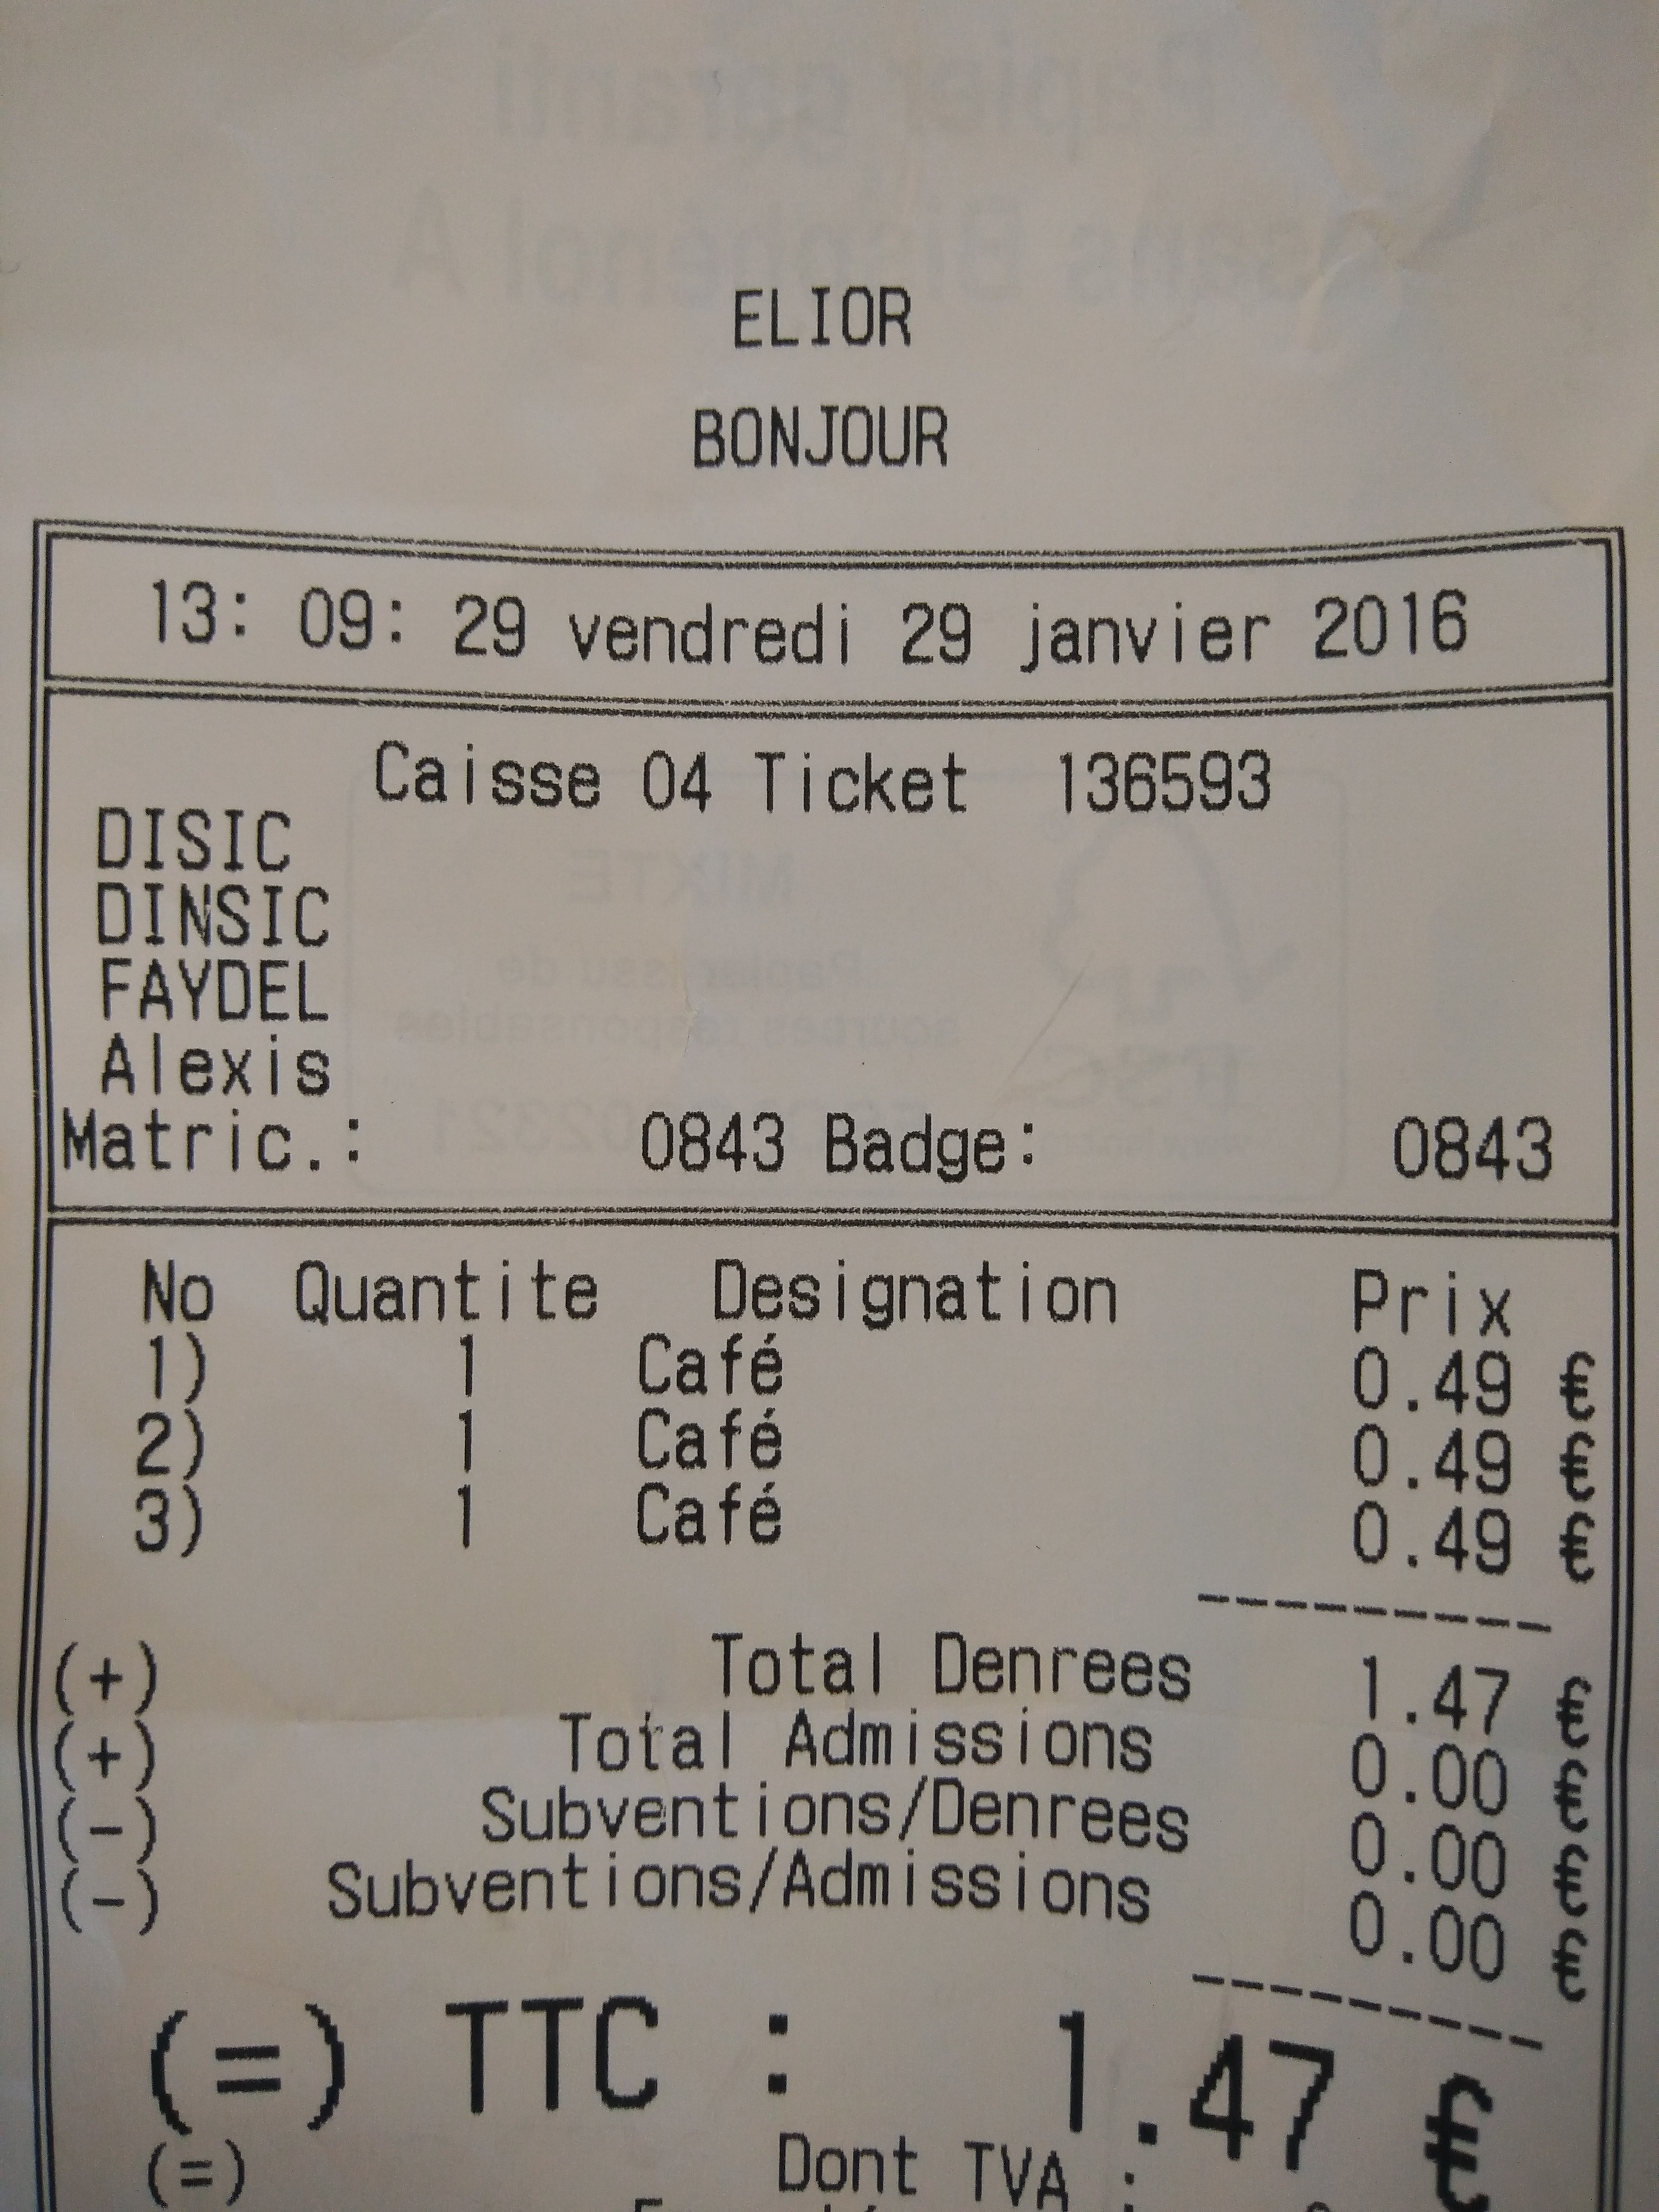 ELIOR
BONJOUR
13: 09: 29 vendredi 29 janvier 2016
Caisse 04 Ticket 136593
DISIC
DINSIC
FAYDEL
Alexis
Matric.: 0843 Badge: 0843
No Quantite Designation Prix
1) 1 Café 0.49 €
2) 1 Café 0.49 €
3) 1 Café 0.49 €
(+) Total Denrees 1.47 €
(+) Total Admissions 0.00 €
(-) Subventions/Denrees 0.00 €
(-) Subventions/Admissions 0.00 €
(=) TTC : 1.47 €
(=) Dont TVA :